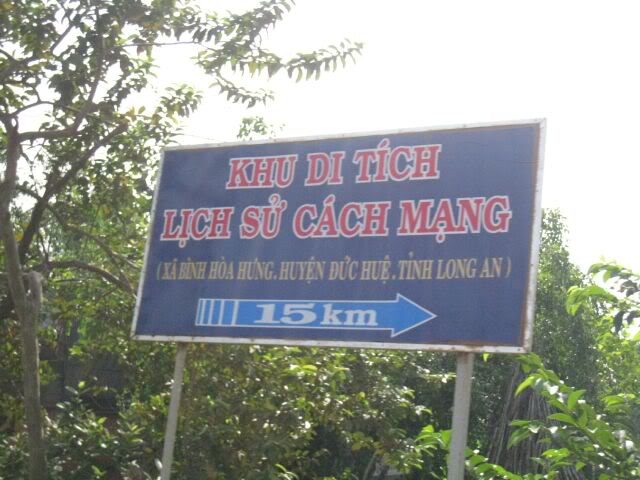 KHU DI TÍCH
LỊCH SỬ CÁCH MẠNG
(XÃ BÌNH HÒA HƯNG.HUYỆN ĐỨC HUỆ.TỈNH LONG AN)
15km